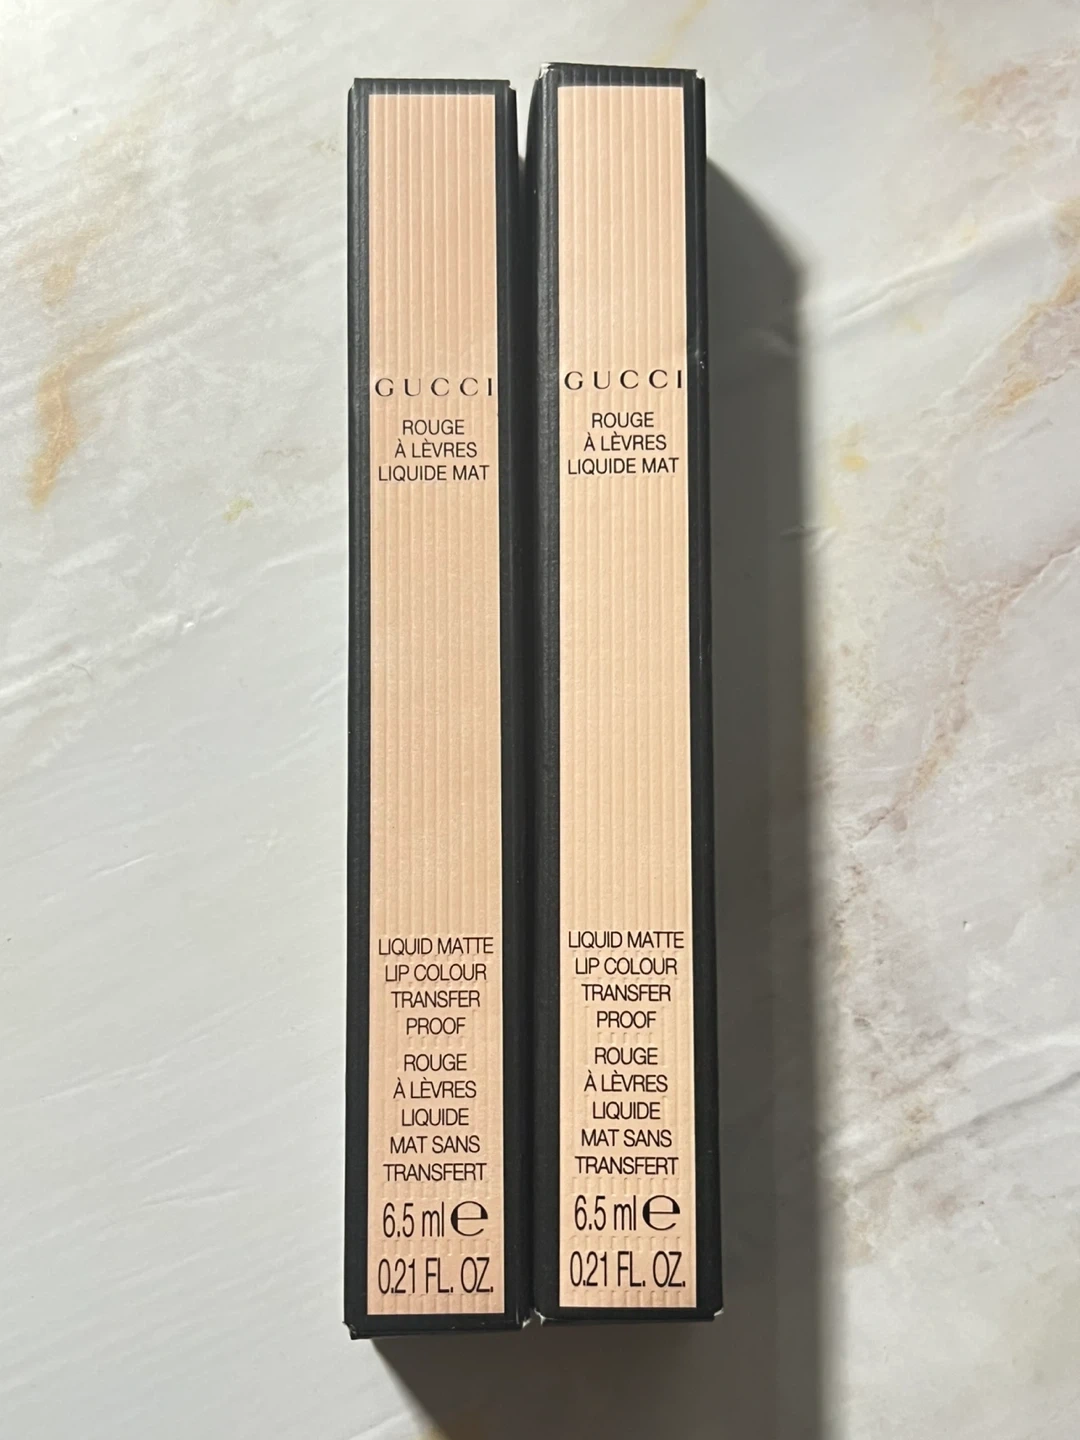 GUCCI
ROUGE
À LÈVRES
LIQUIDE MAT
LIQUID MATTE
LIP COLOUR
TRANSFER
PROOF
ROUGE
À LÈVRES
LIQUIDE
MAT SANS
TRANSFERT
6.5 ml e
0.21 FL. OZ.
GUCCI
ROUGE
À LÈVRES
LIQUIDE MAT
LIQUID MATTE
LIP COLOUR
TRANSFER
PROOF
ROUGE
À LÈVRES
LIQUIDE
MAT SANS
TRANSFERT
6.5 ml e
0.21 FL. OZ.